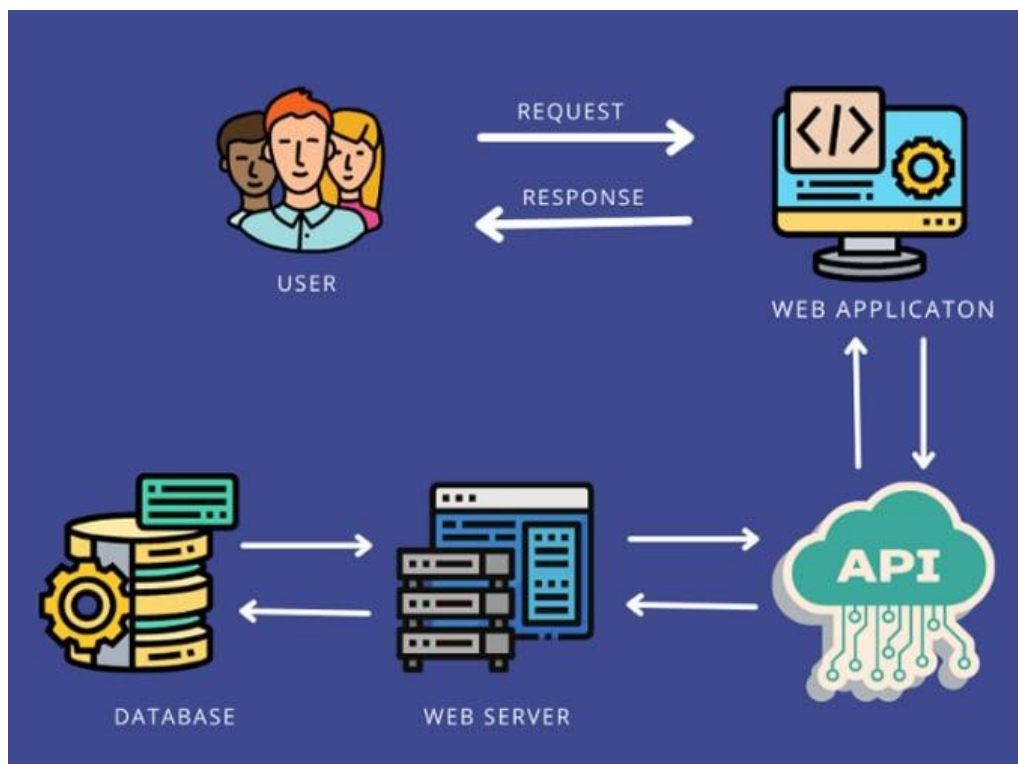 REQUEST
RESPONSE
USER
WEB APPLICATON
API
DATABASE
WEB SERVER